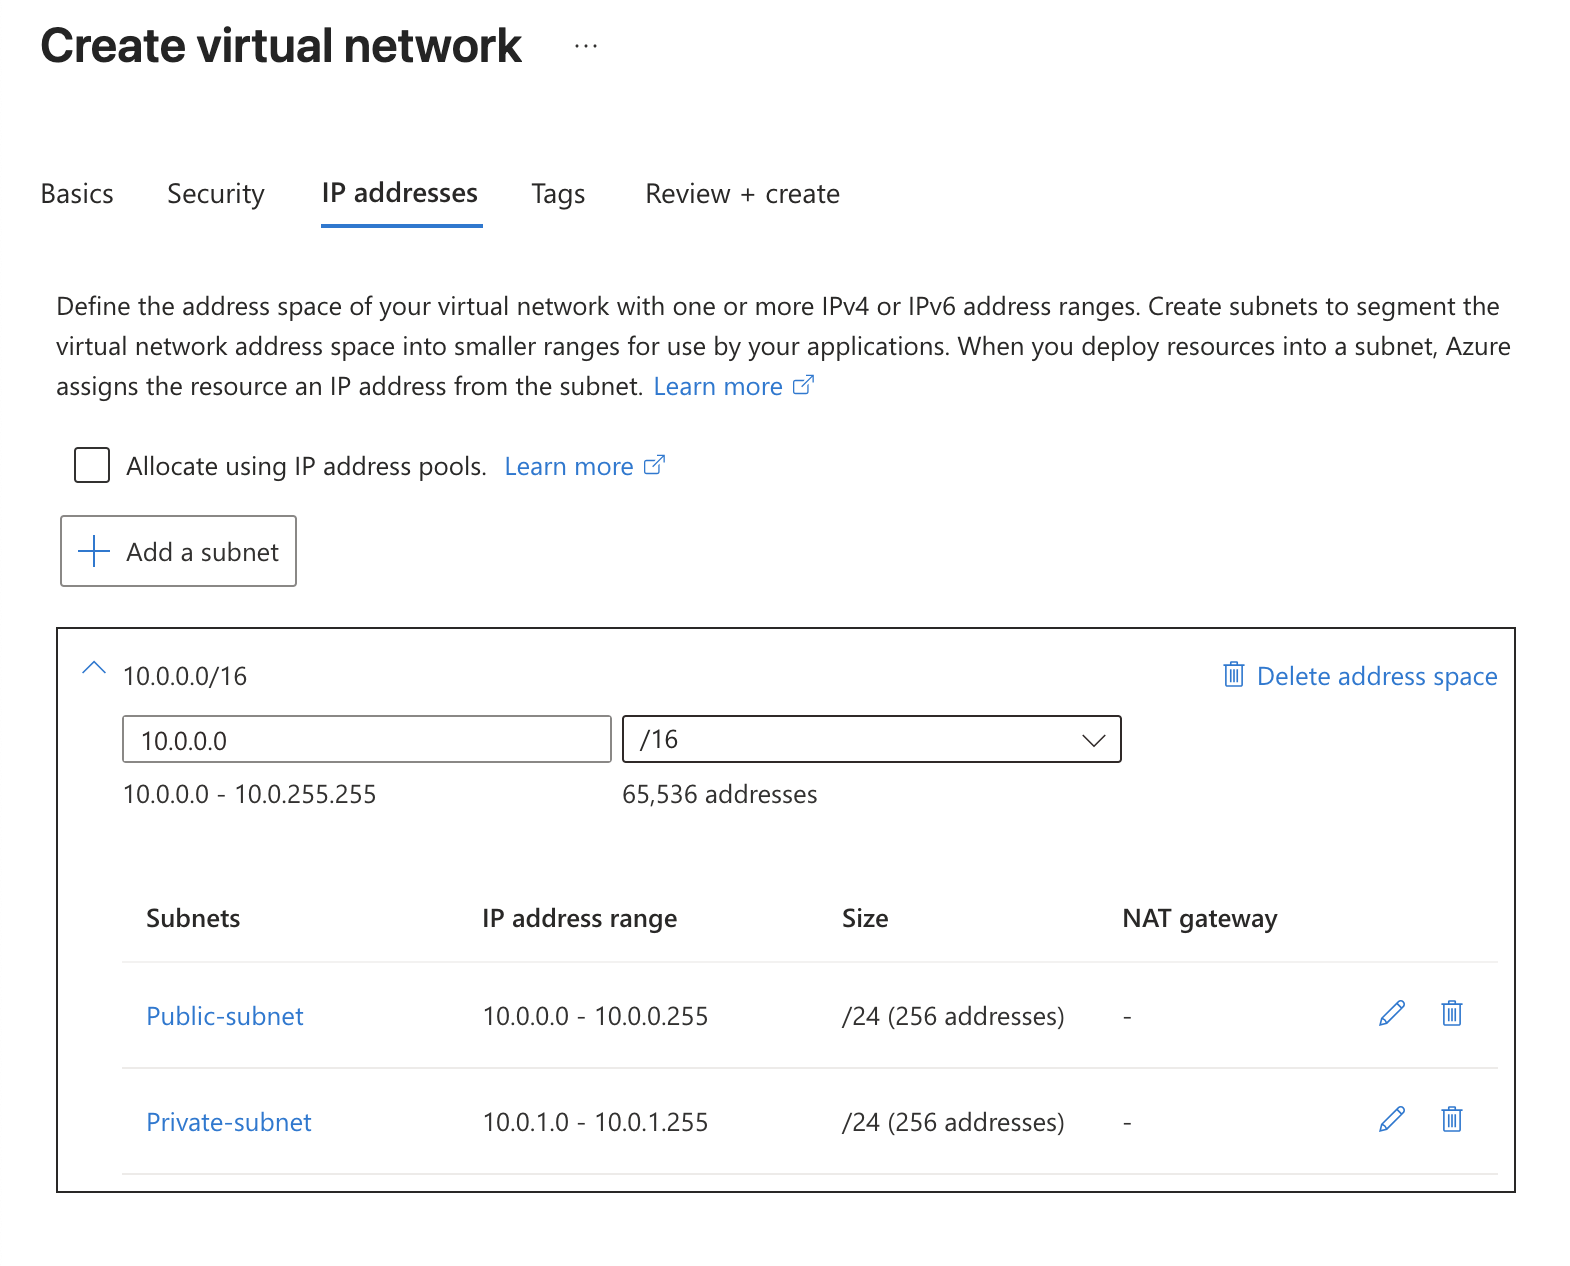 Create virtual network ...
Basics Security IP addresses Tags Review + create
Define the address space of your virtual network with one or more IPv4 or IPv6 address ranges. Create subnets to segment the
virtual network address space into smaller ranges for use by your applications. When you deploy resources into a subnet, Azure
assigns the resource an IP address from the subnet. Learn more
Allocate using IP address pools. Learn more
Add a subnet
10.0.0.0/16 Delete address space
10.0.0.0 /16
10.0.0.0 - 10.0.255.255 65,536 addresses
Subnets IP address range Size NAT gateway
Public-subnet 10.0.0.0 - 10.0.0.255 /24 (256 addresses) -
Private-subnet 10.0.1.0 - 10.0.1.255 /24 (256 addresses) -